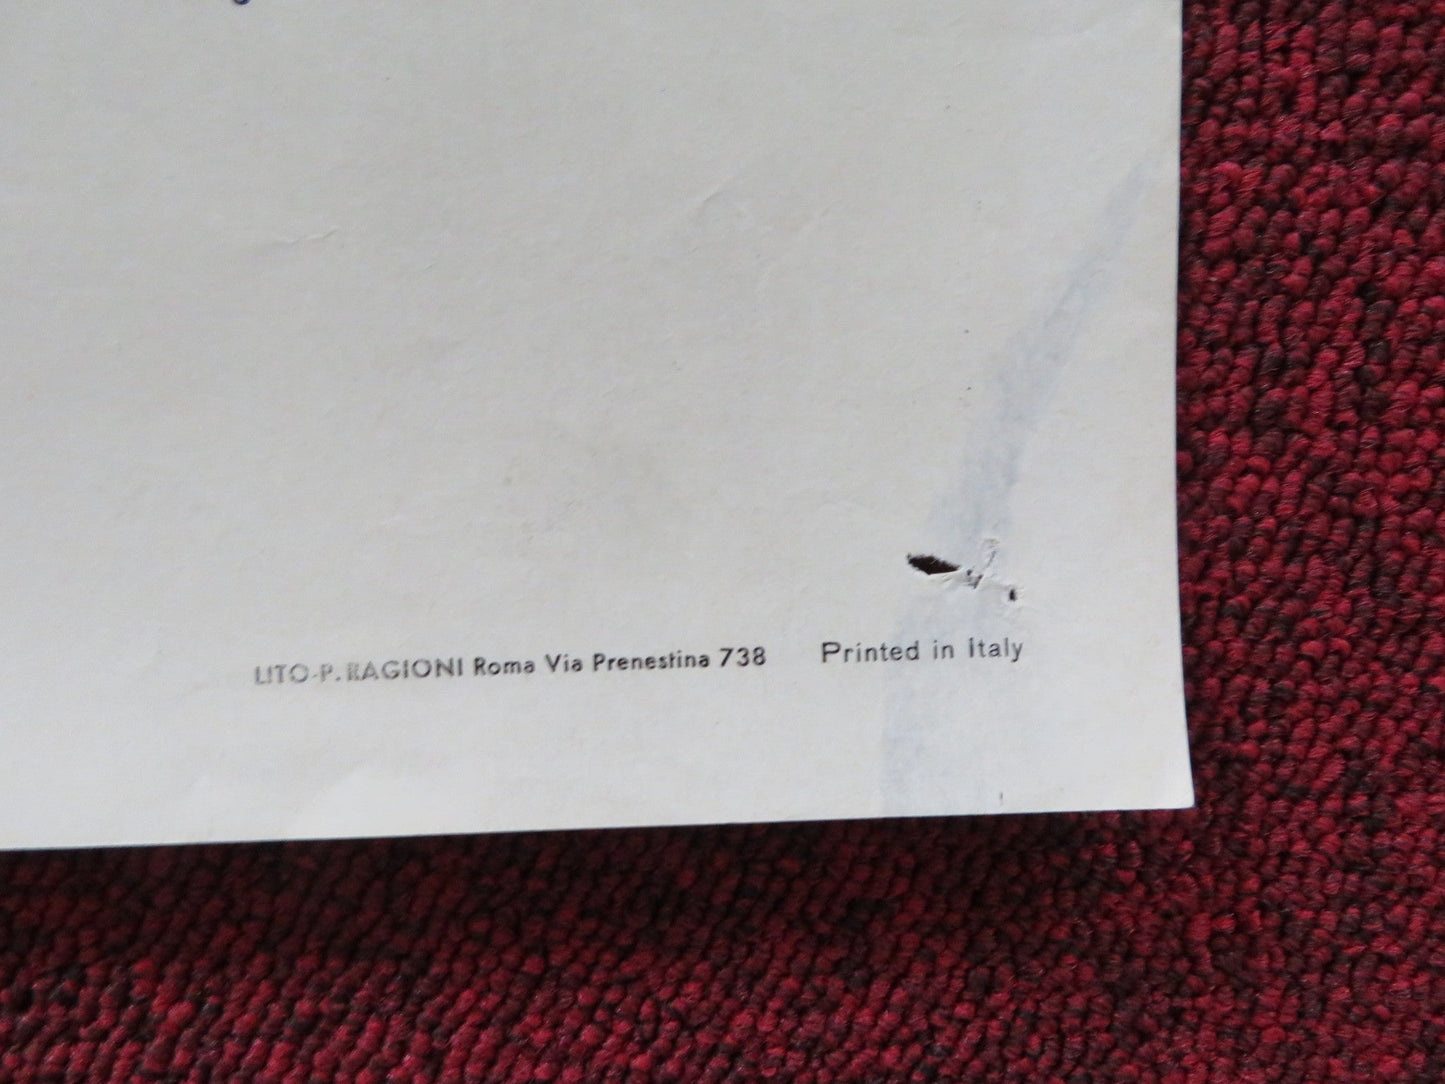 LITO-P. RAGIONI Roma Via Prenestina 738 Printed in Italy